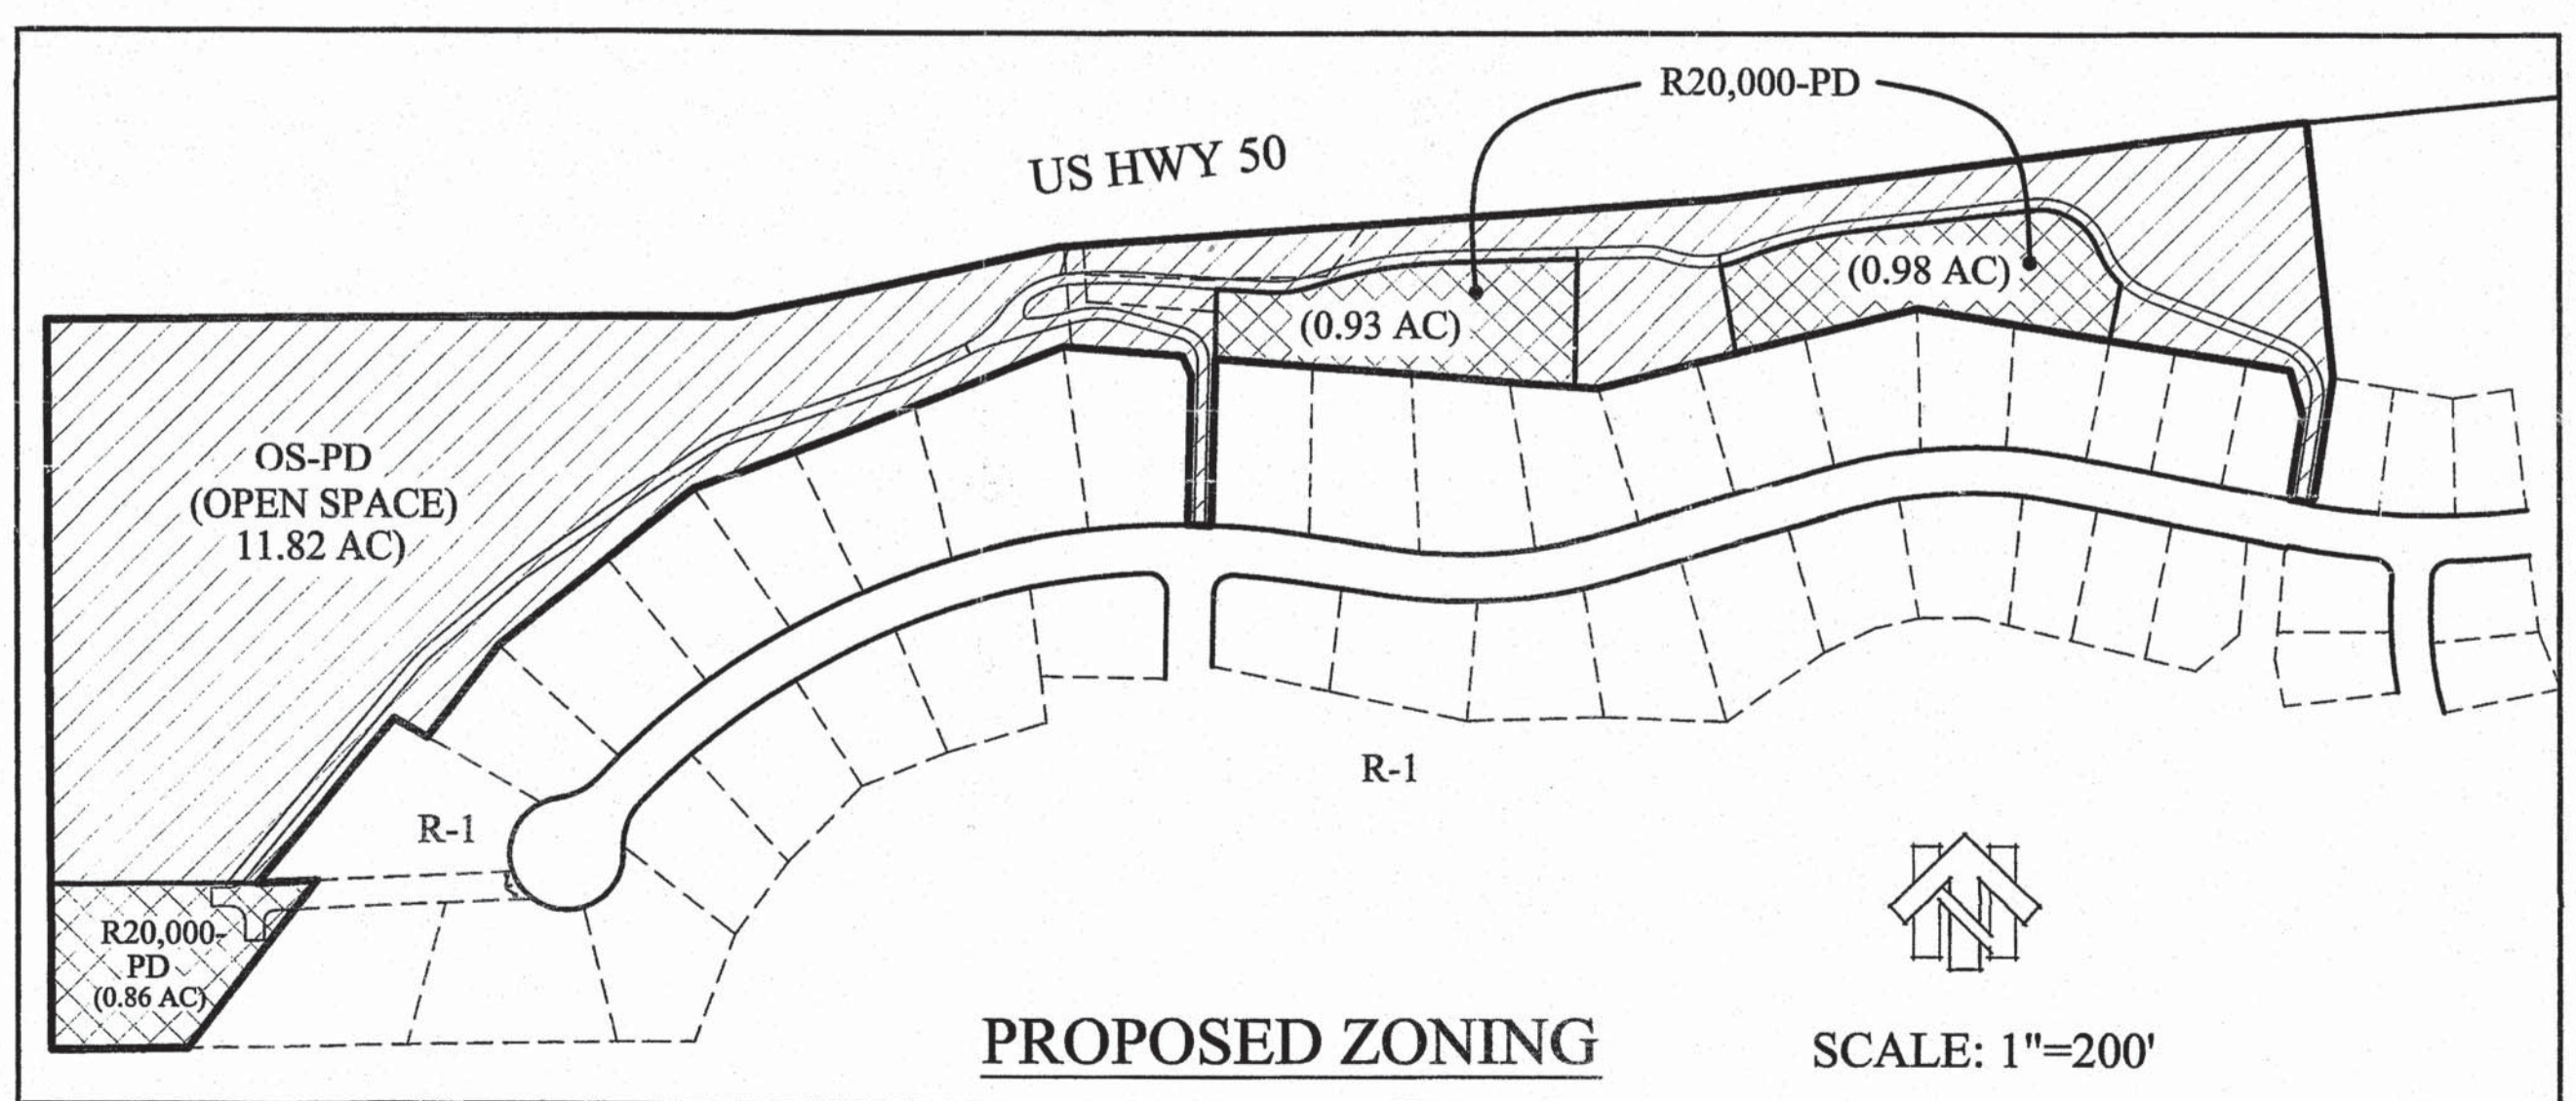 R20,000-PD
US HWY 50
(0.98 AC)
(0.93 AC)
OS-PD
(OPEN SPACE)
11.82 AC)
R-1
R-1
R20,000-
PD
(0.86 AC)
N
PROPOSED ZONING
SCALE: 1"=200'